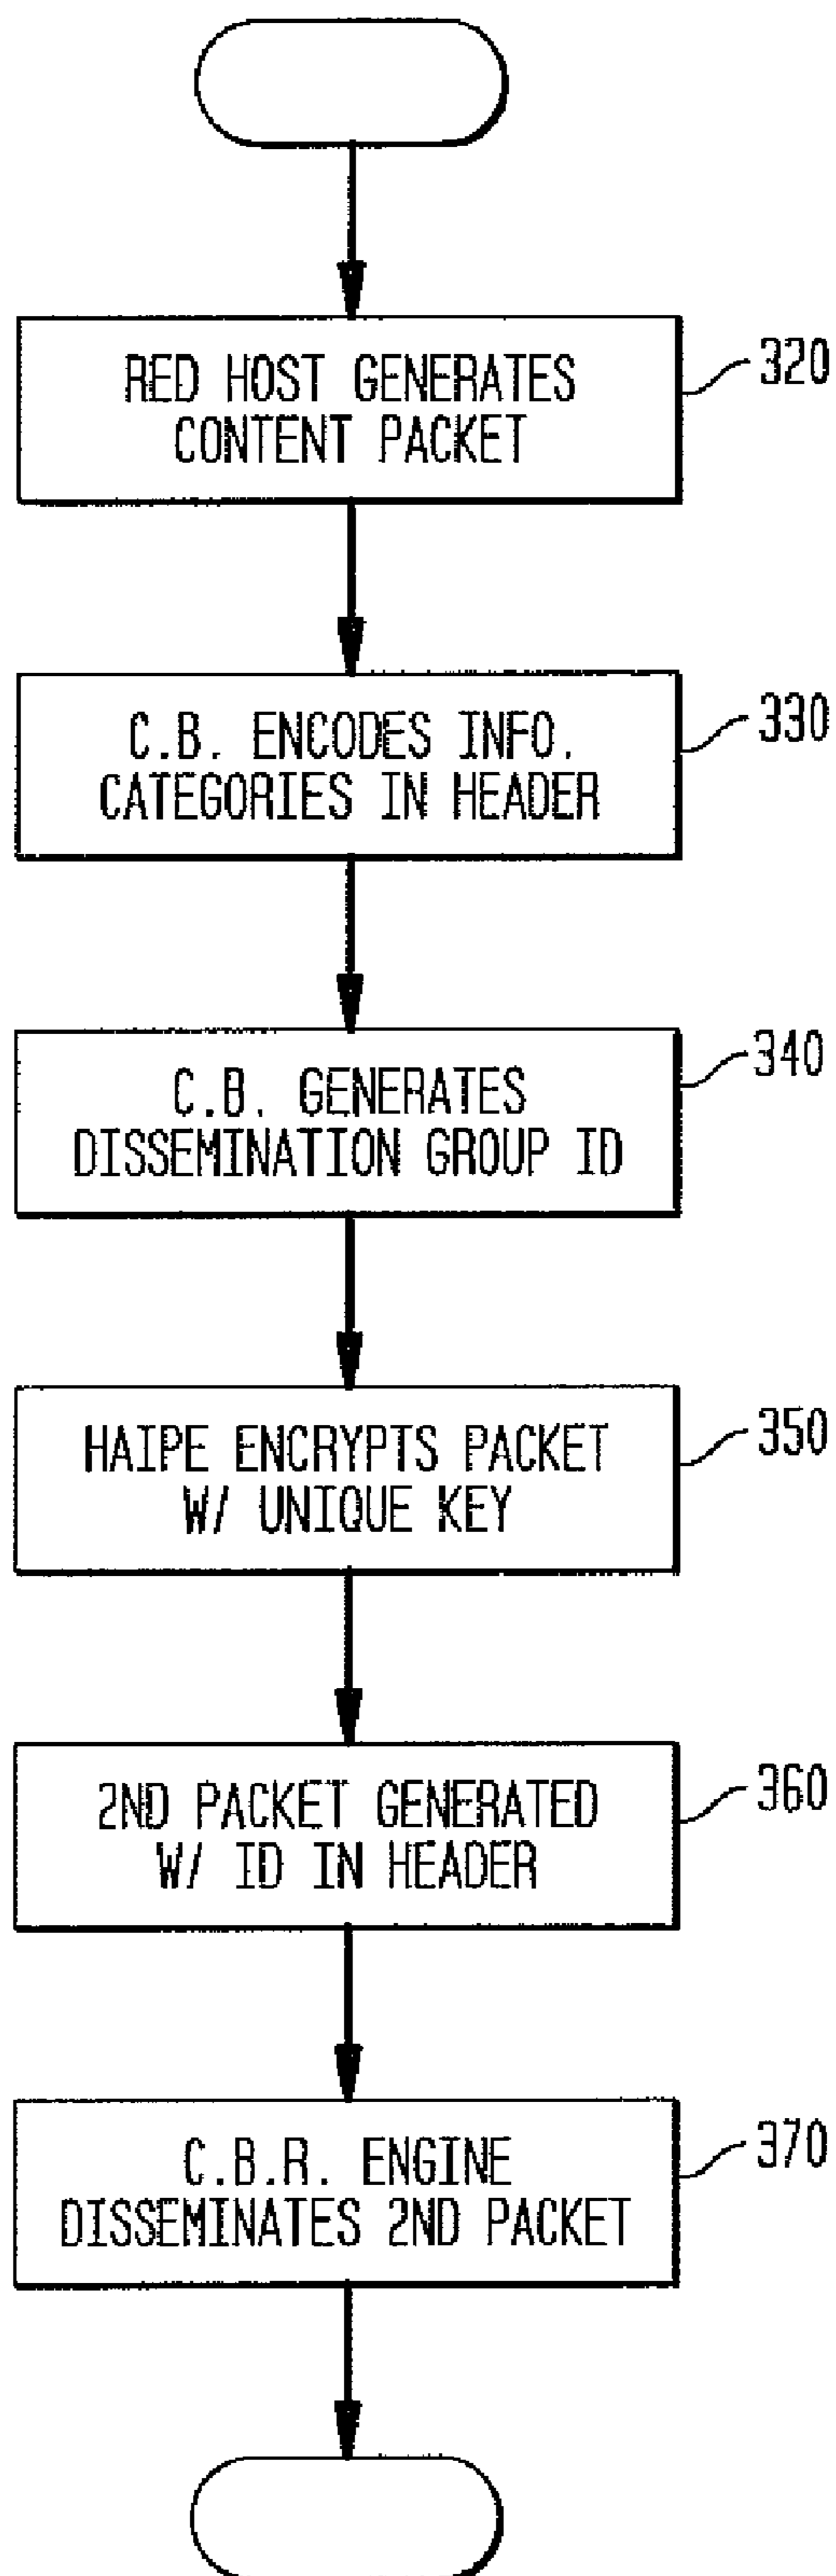 RED HOST GENERATES
CONTENT PACKET
320
C.B. ENCODES INFO.
CATEGORIES IN HEADER
330
C.B. GENERATES
DISSEMINATION GROUP ID
340
HAIPE ENCRYPTS PACKET
W/ UNIQUE KEY
350
2ND PACKET GENERATED
W/ ID IN HEADER
360
C.B.R. ENGINE
DISSEMINATES 2ND PACKET
370